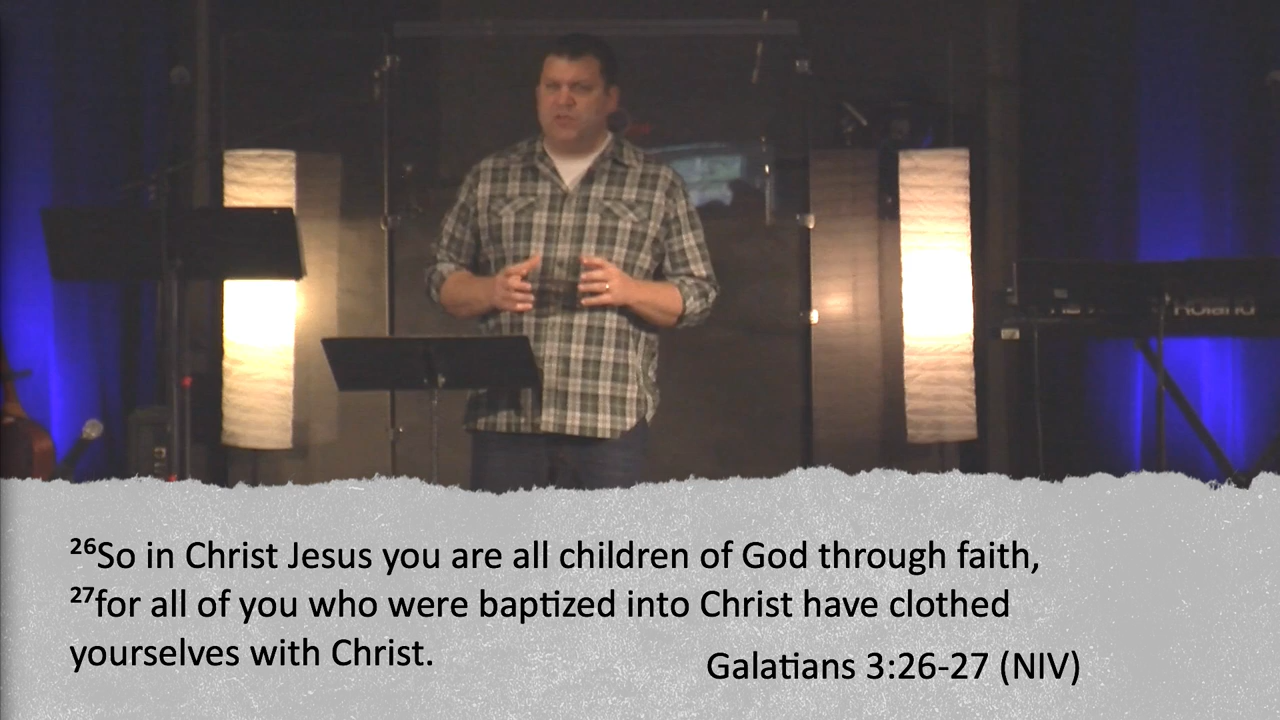 Roland
²⁶So in Christ Jesus you are all children of God through faith,
²⁷for all of you who were baptized into Christ have clothed
yourselves with Christ.
Galatians 3:26-27 (NIV)